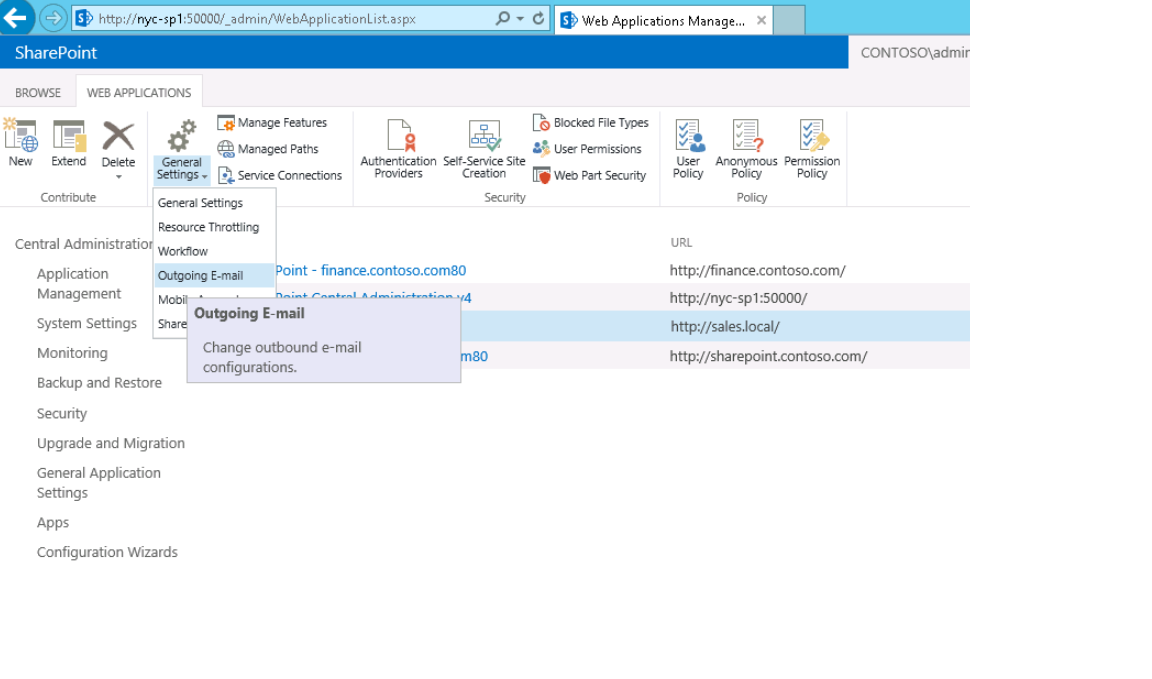 http://nyc-sp1:50000/_admin/WebApplicationList.aspx
Web Applications Manage...
SharePoint
CONTOSO\admin
BROWSE
WEB APPLICATIONS
New
Extend
Delete
Contribute
General
Settings
Manage Features
Managed Paths
Service Connections
Authentication
Providers
Self-Service Site
Creation
Blocked File Types
User Permissions
Web Part Security
Security
User
Policy
Anonymous
Policy
Permission
Policy
Policy
General Settings
Resource Throttling
Workflow
Outgoing E-mail
Share
Outgoing E-mail
Change outbound e-mail
configurations.
Central Administration
Application
Management
System Settings
Monitoring
Backup and Restore
Security
Upgrade and Migration
General Application
Settings
Apps
Configuration Wizards
URL
Point - finance.contoso.com80
http://finance.contoso.com/
Point Central Administration v4
http://nyc-sp1:50000/
http://sales.local/
m80
http://sharepoint.contoso.com/